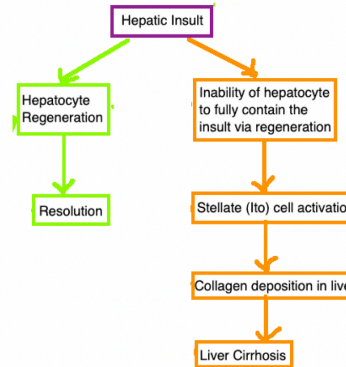 Hepatic Insult
Hepatocyte
Regeneration
Inability of hepatocyte
to fully contain the
insult via regeneration
Resolution
Stellate (Ito) cell activatio
Collagen deposition in live
Liver Cirrhosis